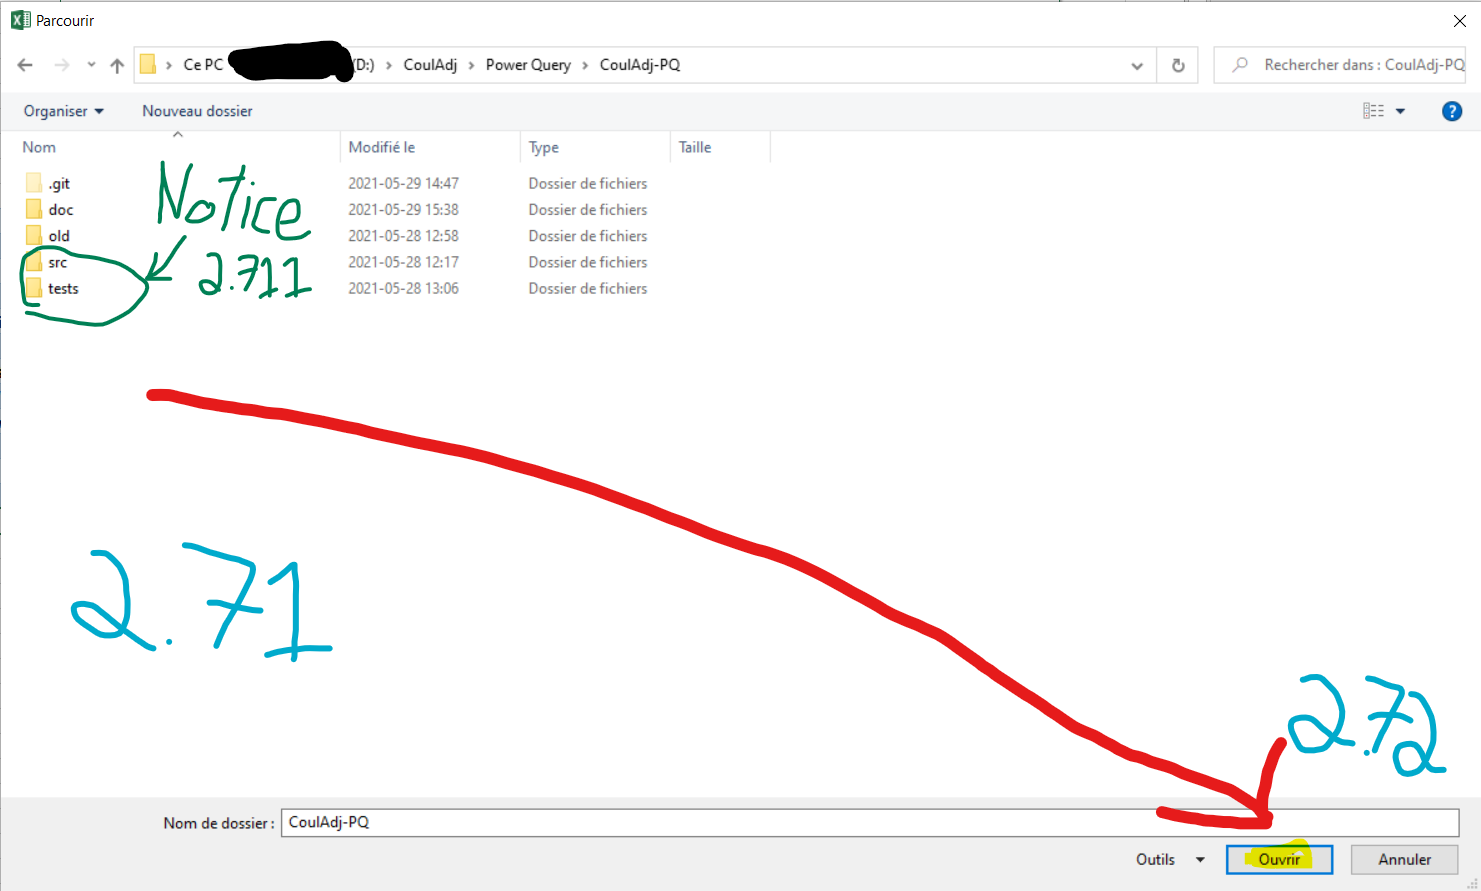 Parcourir
Ce PC (D:) › CoulAdj › Power Query › CoulAdj-PQ
Rechercher dans : CoulAdj-PQ
Organiser Nouveau dossier
Nom Modifié le Type Taille
.git 2021-05-29 14:47 Dossier de fichiers
doc 2021-05-29 15:38 Dossier de fichiers
old 2021-05-28 12:58 Dossier de fichiers
src 2021-05-28 12:17 Dossier de fichiers
tests 2021-05-28 13:06 Dossier de fichiers
Notice
2.711
2.71
2.72
Nom de dossier : CoulAdj-PQ
Outils Ouvrir Annuler